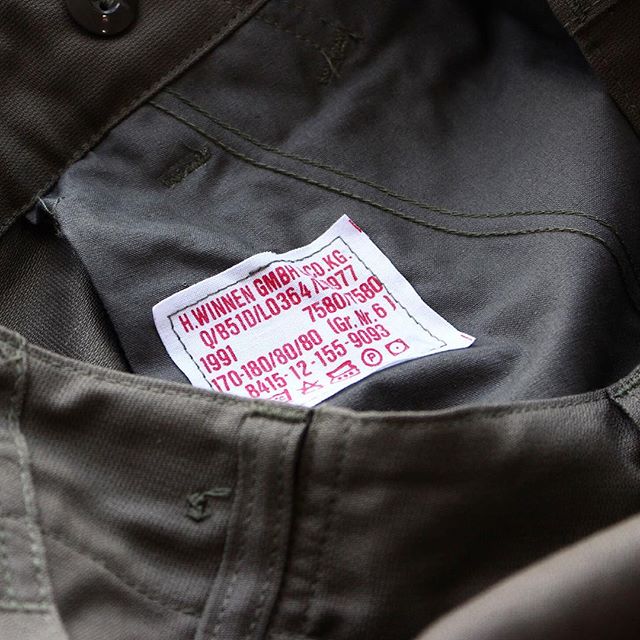 H.WINNEN GMBH.CO.KG.
Q/B51D/L0364/
1991 7580/7580
170-180/80/80 (Gr. Nr. 6)
8415-12-155-9093